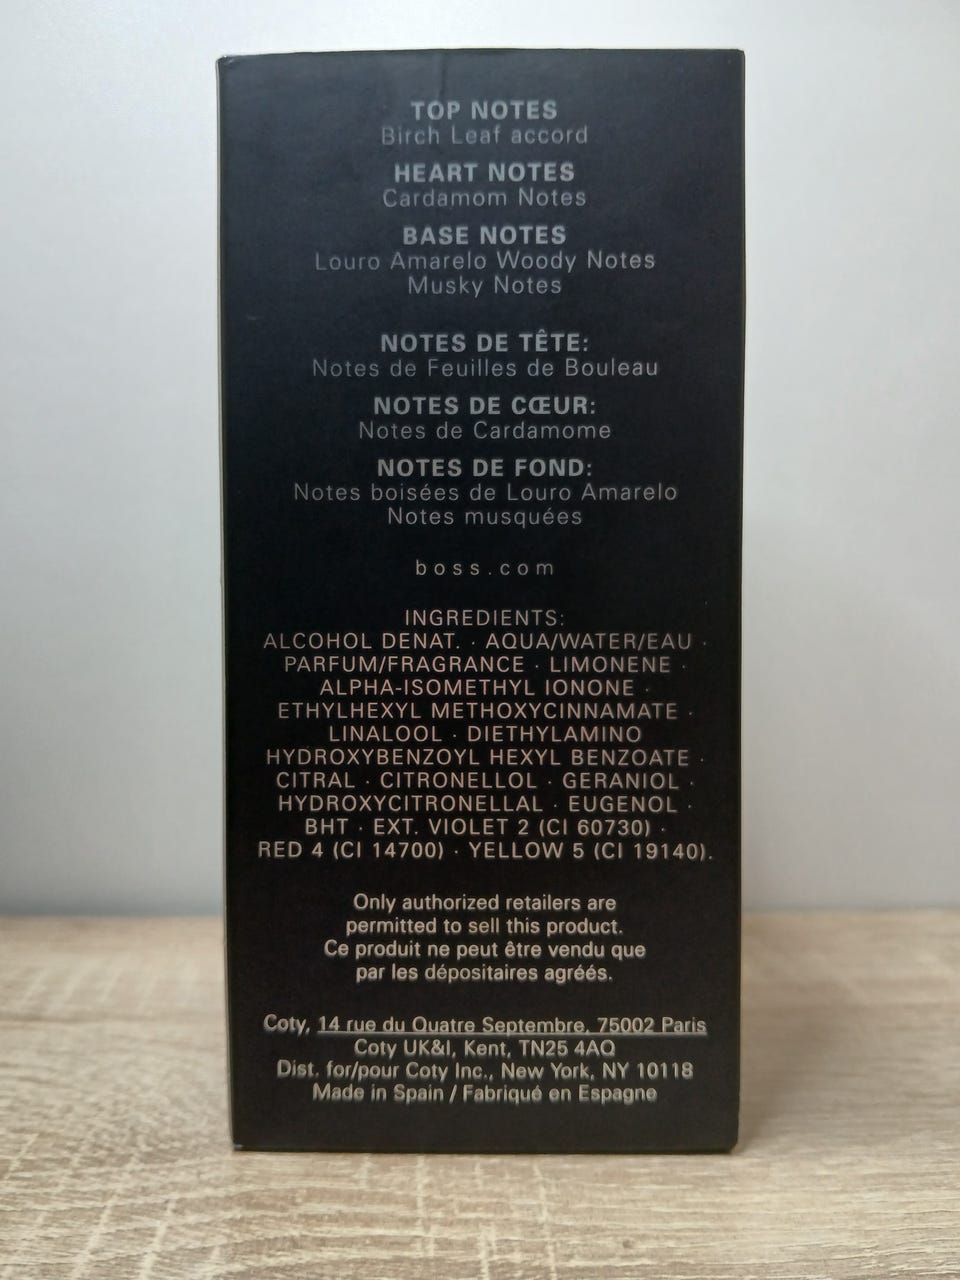 TOP NOTES
Birch Leaf accord
HEART NOTES
Cardamom Notes
BASE NOTES
Louro Amarelo Woody Notes
Musky Notes
NOTES DE TÊTE:
Notes de Feuilles de Bouleau
NOTES DE CŒUR:
Notes de Cardamome
NOTES DE FOND:
Notes boisées de Louro Amarelo
Notes musquées
boss.com
INGREDIENTS:
ALCOHOL DENAT. · AQUA/WATER/EAU ·
PARFUM/FRAGRANCE · LIMONENE ·
ALPHA-ISOMETHYL IONONE ·
ETHYLHEXYL METHOXYCINNAMATE ·
LINALOOL · DIETHYLAMINO
HYDROXYBENZOYL HEXYL BENZOATE ·
CITRAL · CITRONELLOL · GERANIOL ·
HYDROXYCITRONELLAL · EUGENOL ·
BHT · EXT. VIOLET 2 (CI 60730) ·
RED 4 (CI 14700) · YELLOW 5 (CI 19140).
Only authorized retailers are
permitted to sell this product.
Ce produit ne peut être vendu que
par les dépositaires agréés.
Coty, 14 rue du Quatre Septembre, 75002 Paris
Coty UK&I, Kent, TN25 4AQ
Dist. for/pour Coty Inc., New York, NY 10118
Made in Spain / Fabriqué en Espagne